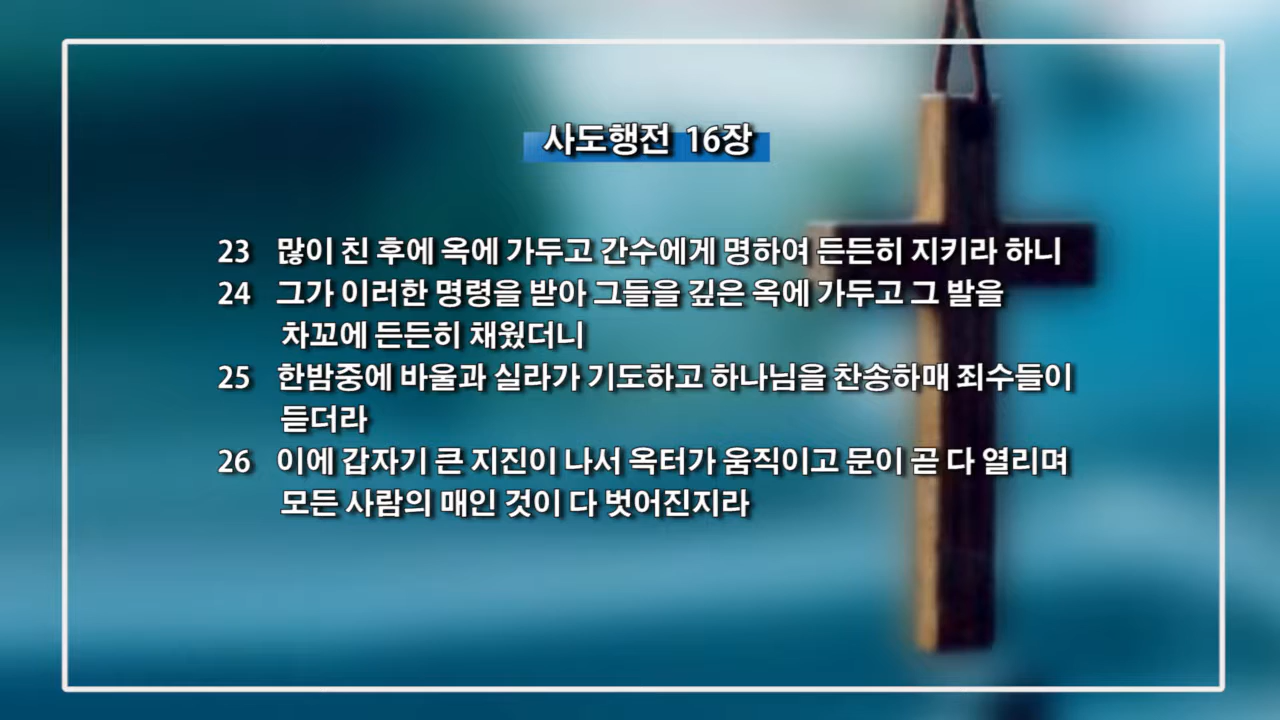 사도행전 16장
23 많이 친 후에 옥에 가두고 간수에게 명하여 든든히 지키라 하니
24 그가 이러한 명령을 받아 그들을 깊은 옥에 가두고 그 발을
차꼬에 든든히 채웠더니
25 한밤중에 바울과 실라가 기도하고 하나님을 찬송하매 죄수들이
듣더라
26 이에 갑자기 큰 지진이 나서 옥터가 움직이고 문이 곧 다 열리며
모든 사람의 매인 것이 다 벗어진지라